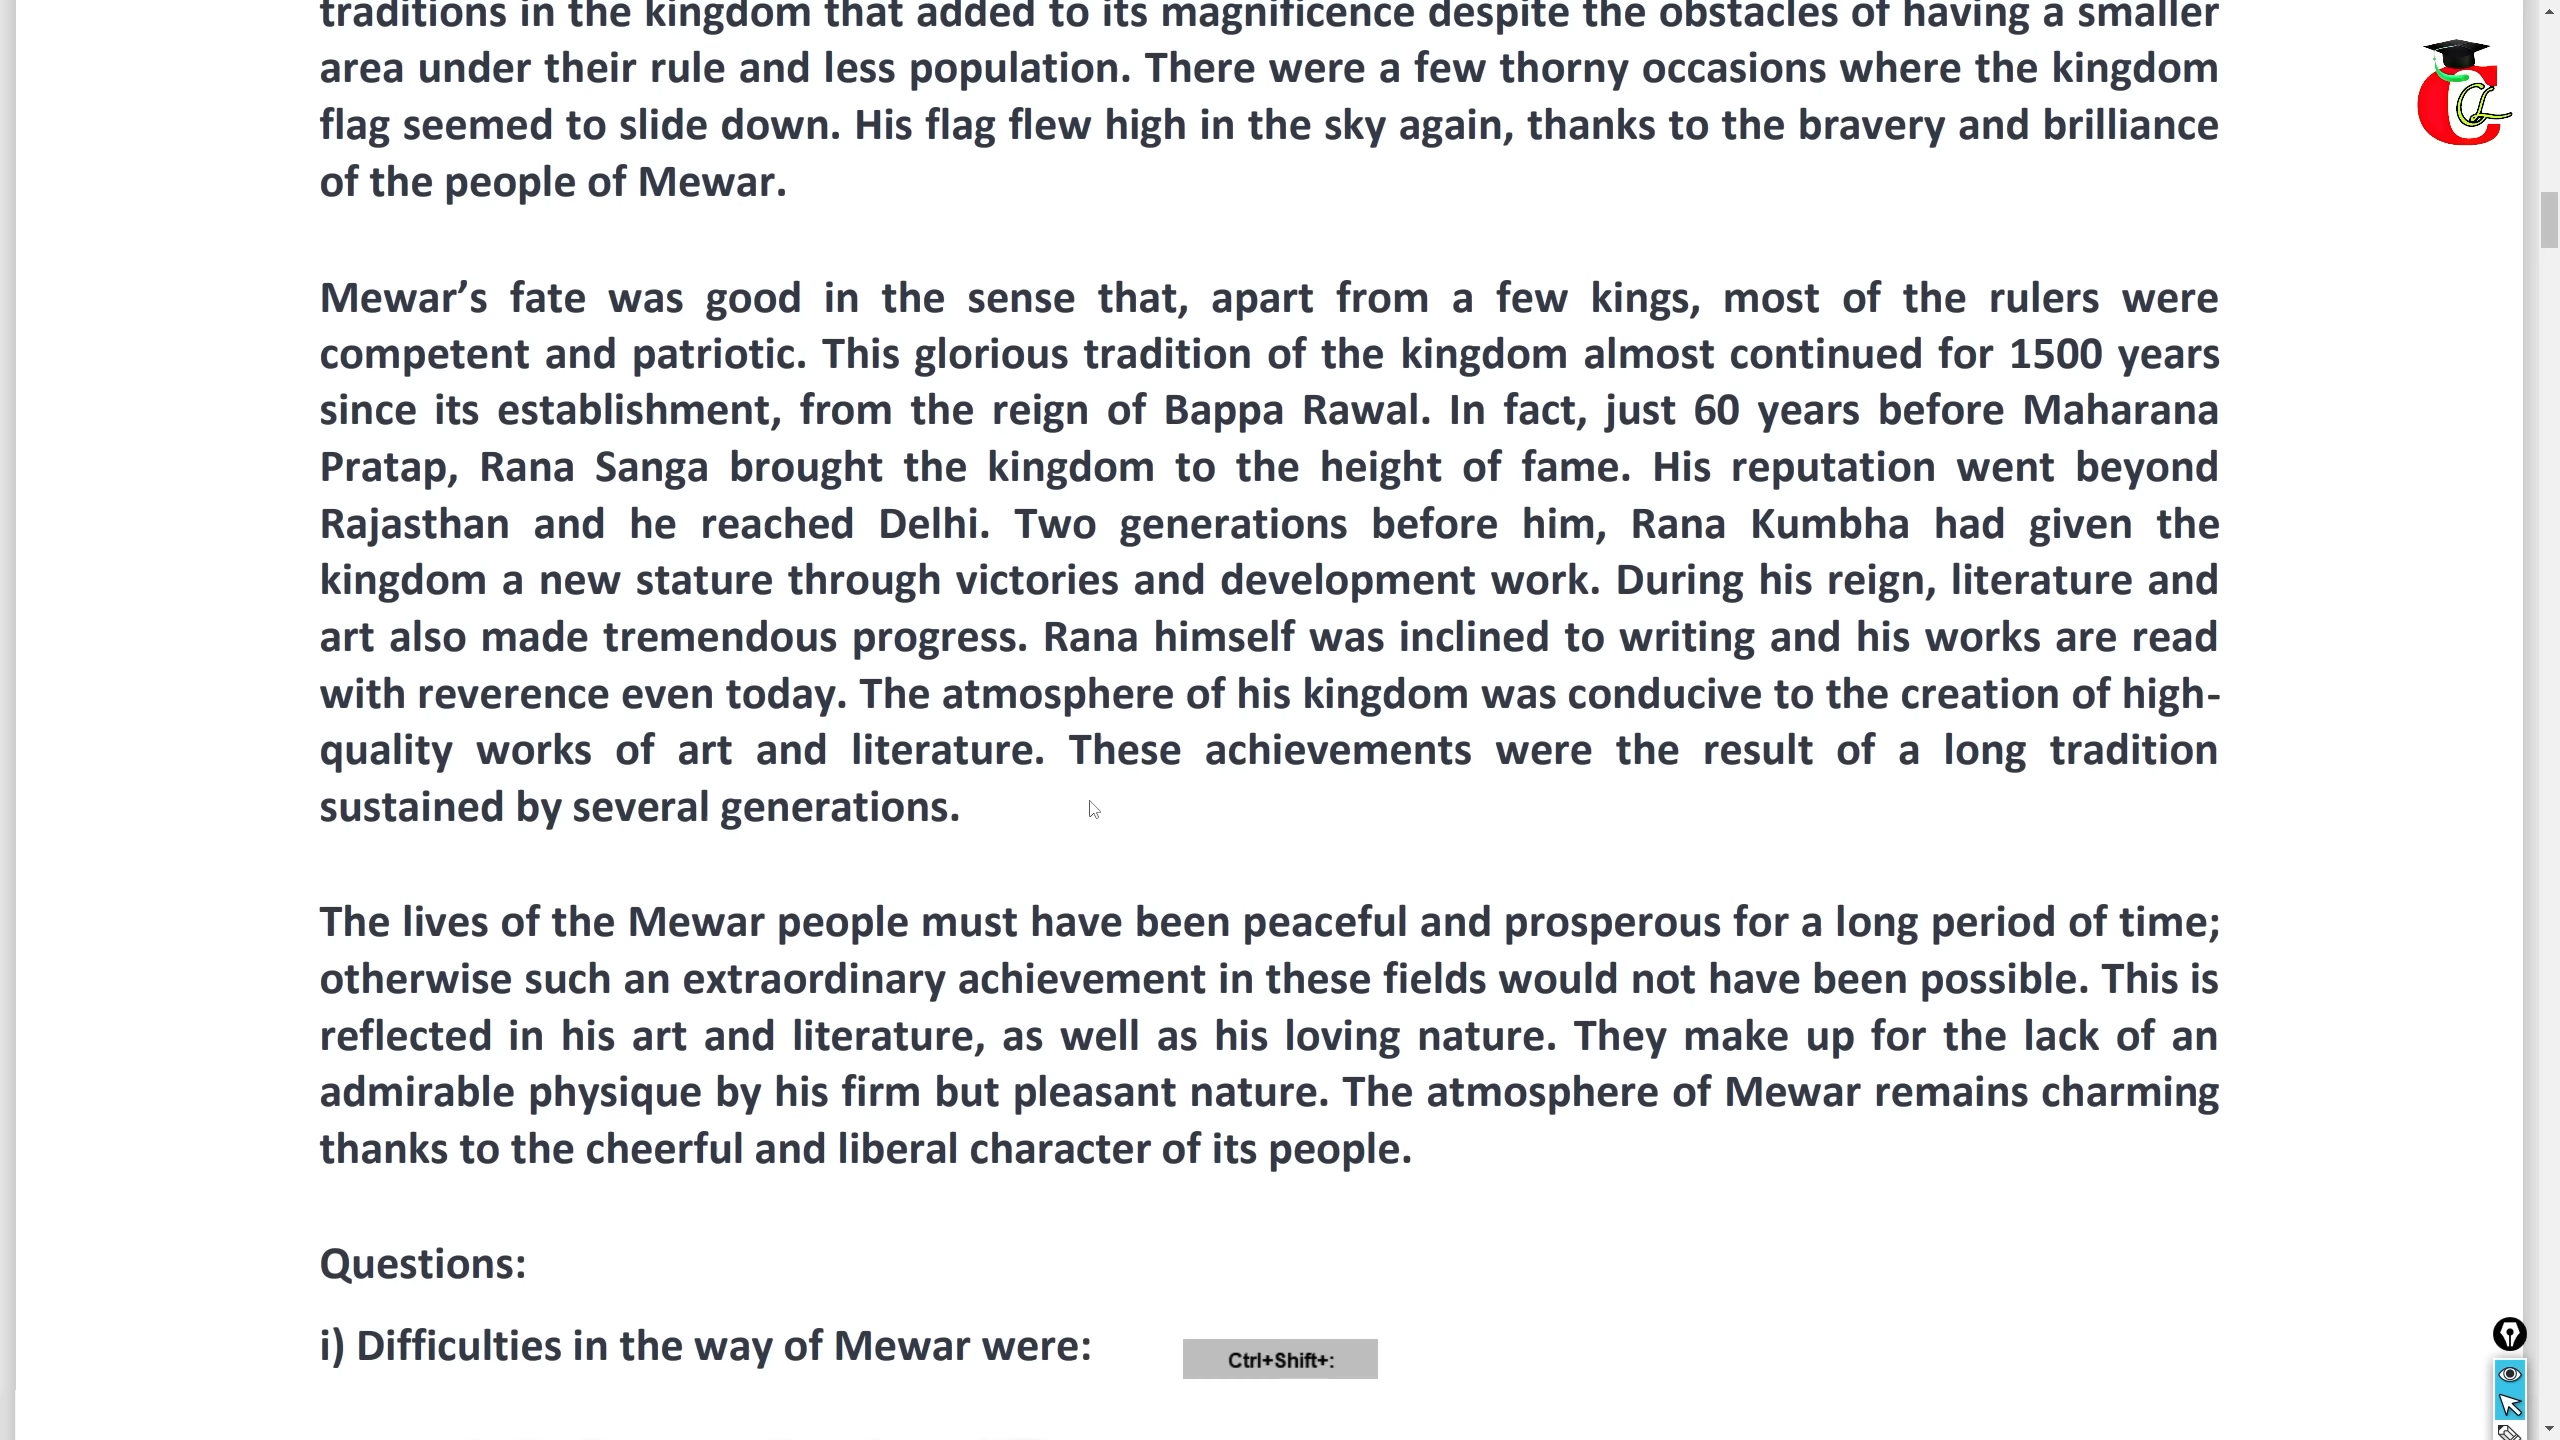 traditions in the kingdom that added to its magnificence despite the obstacles of having a smaller
area under their rule and less population. There were a few thorny occasions where the kingdom
flag seemed to slide down. His flag flew high in the sky again, thanks to the bravery and brilliance
of the people of Mewar.
Mewar’s fate was good in the sense that, apart from a few kings, most of the rulers were
competent and patriotic. This glorious tradition of the kingdom almost continued for 1500 years
since its establishment, from the reign of Bappa Rawal. In fact, just 60 years before Maharana
Pratap, Rana Sanga brought the kingdom to the height of fame. His reputation went beyond
Rajasthan and he reached Delhi. Two generations before him, Rana Kumbha had given the
kingdom a new stature through victories and development work. During his reign, literature and
art also made tremendous progress. Rana himself was inclined to writing and his works are read
with reverence even today. The atmosphere of his kingdom was conducive to the creation of high-
quality works of art and literature. These achievements were the result of a long tradition
sustained by several generations.
The lives of the Mewar people must have been peaceful and prosperous for a long period of time;
otherwise such an extraordinary achievement in these fields would not have been possible. This is
reflected in his art and literature, as well as his loving nature. They make up for the lack of an
admirable physique by his firm but pleasant nature. The atmosphere of Mewar remains charming
thanks to the cheerful and liberal character of its people.
Questions:
i) Difficulties in the way of Mewar were:
Ctrl+Shift+: